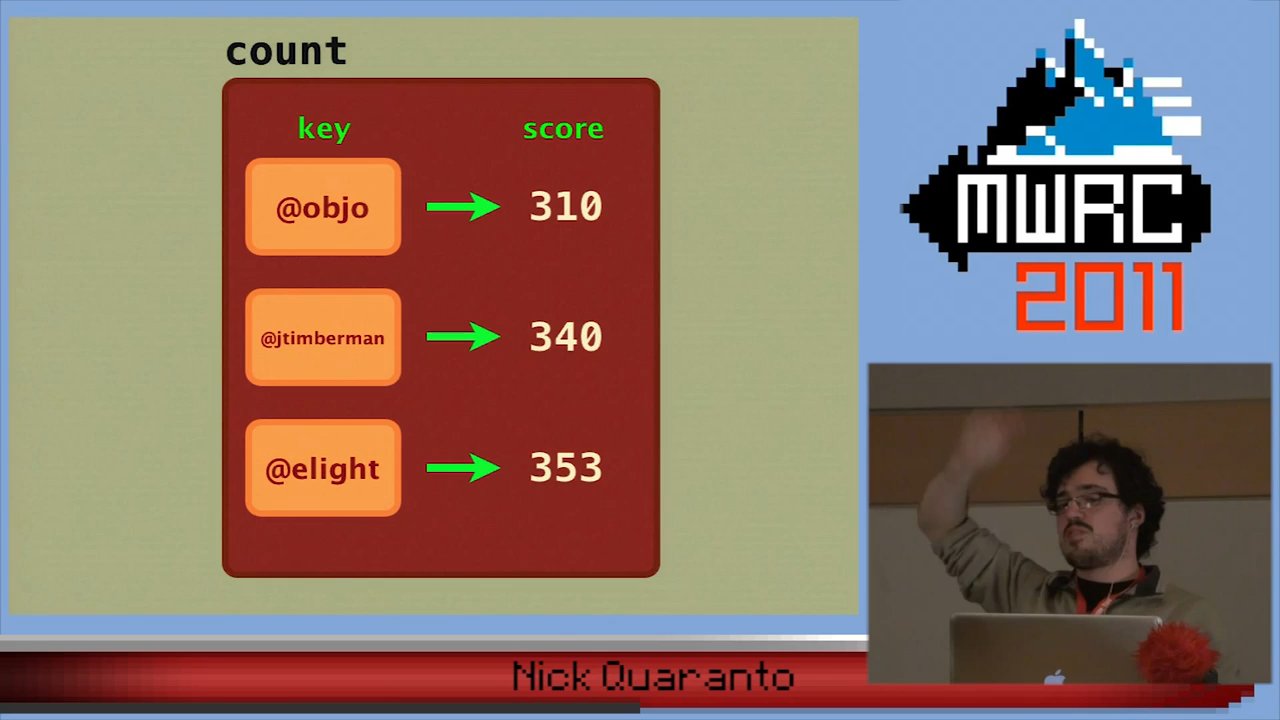 count
key score
@objo 310
@jtimberman 340
@elight 353
MWRC
2011
Nick Quaranto